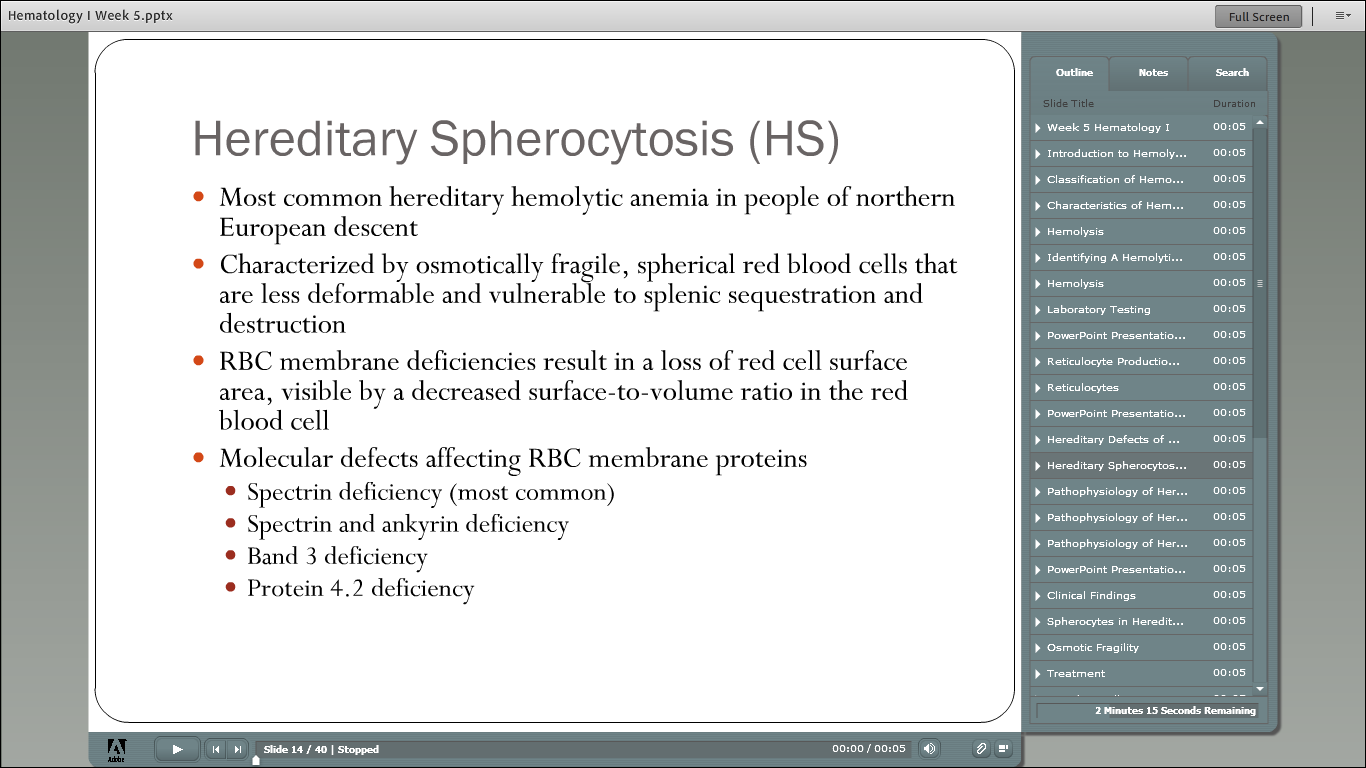 Hematology I Week 5.pptx
Full Screen
Hereditary Spherocytosis (HS)
Most common hereditary hemolytic anemia in people of northern
European descent
Characterized by osmotically fragile, spherical red blood cells that
are less deformable and vulnerable to splenic sequestration and
destruction
RBC membrane deficiencies result in a loss of red cell surface
area, visible by a decreased surface-to-volume ratio in the red
blood cell
Molecular defects affecting RBC membrane proteins
Spectrin deficiency (most common)
Spectrin and ankyrin deficiency
Band 3 deficiency
Protein 4.2 deficiency
Outline Notes Search
Slide Title Duration
Week 5 Hematology I 00:05
Introduction to Hemoly... 00:05
Classification of Hemo... 00:05
Characteristics of Hem... 00:05
Hemolysis 00:05
Identifying A Hemolyti... 00:05
Hemolysis 00:05
Laboratory Testing 00:05
PowerPoint Presentatio... 00:05
Reticulocyte Productio... 00:05
Reticulocytes 00:05
PowerPoint Presentatio... 00:05
Hereditary Defects of ... 00:05
Hereditary Spherocytos... 00:05
Pathophysiology of Her... 00:05
Pathophysiology of Her... 00:05
Pathophysiology of Her... 00:05
PowerPoint Presentatio... 00:05
Clinical Findings 00:05
Spherocytes in Heredit... 00:05
Osmotic Fragility 00:05
Treatment 00:05
2 Minutes 15 Seconds Remaining
Adobe
Slide 14 / 40 | Stopped
00:00 / 00:05